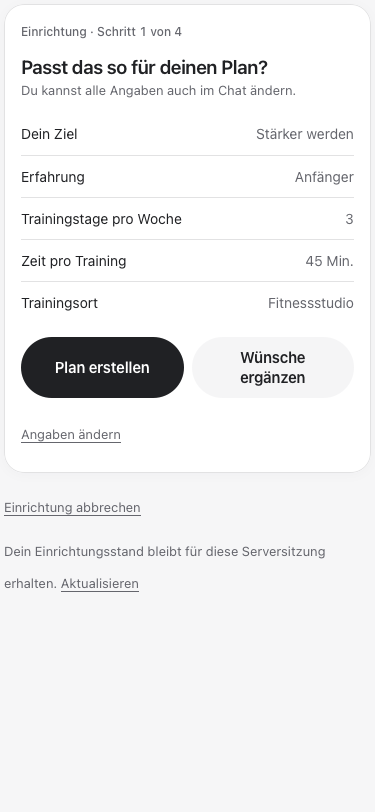 Einrichtung · Schritt 1 von 4
Passt das so für deinen Plan?
Du kannst alle Angaben auch im Chat ändern.
Dein Ziel Stärker werden
Erfahrung Anfänger
Trainingstage pro Woche 3
Zeit pro Training 45 Min.
Trainingsort Fitnessstudio
Plan erstellen
Wünsche
ergänzen
Angaben ändern
Einrichtung abbrechen
Dein Einrichtungsstand bleibt für diese Serversitzung
erhalten. Aktualisieren